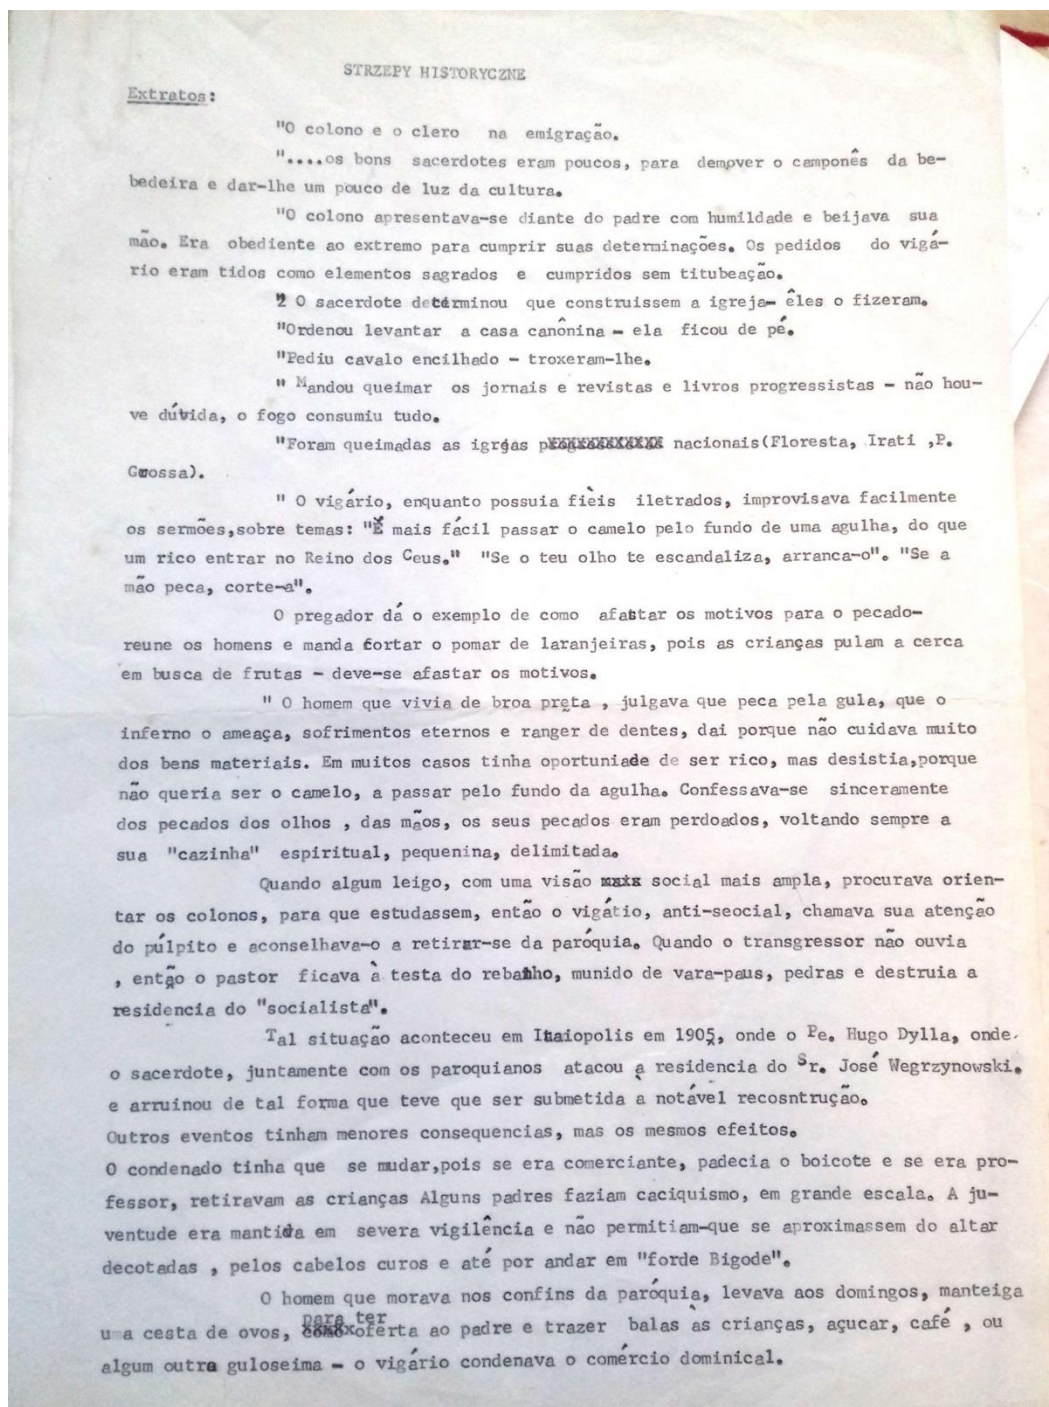 STRZEPY HISTORYCZNE
Extratos:
"O colono e o clero na emigração.
"....os bons sacerdotes eram poucos, para dempver o camponês da be-
bedeira e dar-lhe um pouco de luz da cultura.
"O colono apresentava-se diante do padre com humildade e beijava sua
mão. Era obediente ao extremo para cumprir suas determinações. Os pedidos do vigá-
rio eram tidos como elementos sagrados e cumpridos sem titubeação.
" O sacerdote determinou que construissem a igreja- êles o fizeram.
"Ordenou levantar a casa canônina - ela ficou de pé.
"Pediu cavalo encilhado - troxeram-lhe.
" Mandou queimar os jornais e revistas e livros progressistas - não hou-
ve dúvida, o fogo consumiu tudo.
"Foram queimadas as igrejas nacionais(Floresta, Irati ,P.
Grossa).
" O vigário, enquanto possuia fièis iletrados, improvisava facilmente
os sermões,sobre temas: "É mais fácil passar o camelo pelo fundo de uma agulha, do que
um rico entrar no Reino dos Ceus." "Se o teu olho te escandaliza, arranca-o". "Se a
mão peca, corte-a".
O pregador dá o exemplo de como afastar os motivos para o pecado-
reune os homens e manda cortar o pomar de laranjeiras, pois as crianças pulam a cerca
em busca de frutas - deve-se afastar os motivos.
" O homem que vivia de broa preta , julgava que peca pela gula, que o
inferno o ameaça, sofrimentos eternos e ranger de dentes, dai porque não cuidava muito
dos bens materiais. Em muitos casos tinha oportuniade de ser rico, mas desistia,porque
não queria ser o camelo, a passar pelo fundo da agulha. Confessava-se sinceramente
dos pecados dos olhos , das mãos, os seus pecados eram perdoados, voltando sempre a
sua "cazinha" espiritual, pequenina, delimitada.
Quando algum leigo, com uma visão social mais ampla, procurava orien-
tar os colonos, para que estudassem, então o vigátio, anti-seocial, chamava sua atenção
do púlpito e aconselhava-o a retirar-se da paróquia. Quando o transgressor não ouvia
, então o pastor ficava à testa do rebanho, munido de vara-paus, pedras e destruia a
residencia do "socialista".
Tal situação aconteceu em Itaiopolis em 1905, onde o Pe. Hugo Dylla, onde
o sacerdote, juntamente com os paroquianos atacou a residencia do Sr. José Wegrzynowski.
e arruinou de tal forma que teve que ser submetida a notável recosntrução.
Outros eventos tinham menores consequencias, mas os mesmos efeitos.
O condenado tinha que se mudar,pois se era comerciante, padecia o boicote e se era pro-
fessor, retiravam as crianças Alguns padres faziam caciquismo, em grande escala. A ju-
ventude era mantida em severa vigilência e não permitiam-que se aproximassem do altar
decotadas , pelos cabelos curos e até por andar em "forde Bigode".
O homem que morava nos confins da paróquia, levava aos domingos, manteiga
u a cesta de ovos, para ter oferta ao padre e trazer balas às crianças, açucar, café , ou
algum outra guloseima - o vigário condenava o comércio dominical.